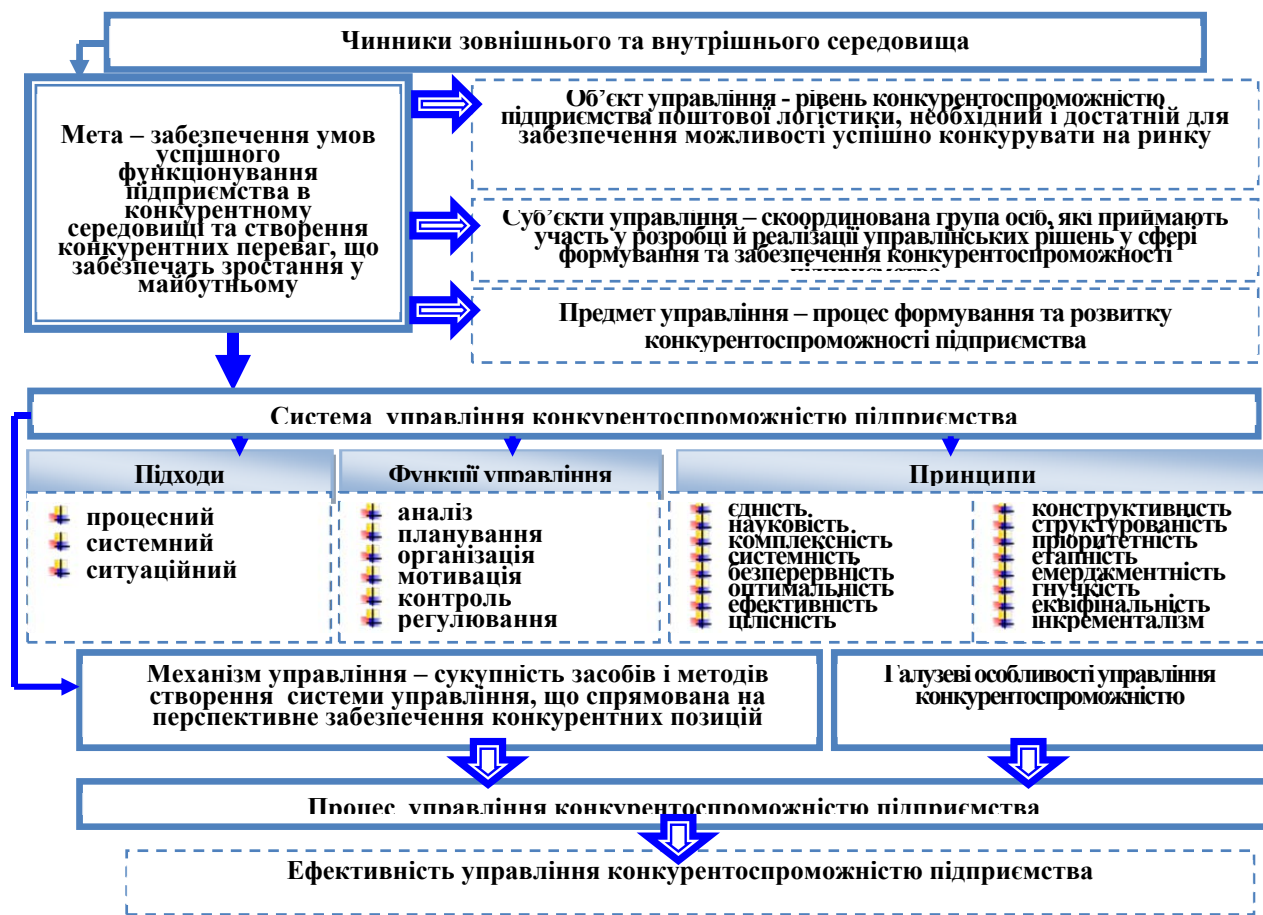 Чинники зовнішнього та внутрішнього середовища
Мета – забезпечення умов
успішного
функціонування
підприємства в
конкурентному
середовищі та створення
конкурентних переваг, що
забезпечать зростання у
майбутньому
Об’єкт управління - рівень конкурентоспроможністю
підприємства поштової логістики, необхідний і достатній для
забезпечення можливості успішно конкурувати на ринку
Суб’єкти управління – скоординована група осіб, які приймають
участь у розробці й реалізації управлінських рішень у сфері
формування та забезпечення конкурентоспроможності
підприємства
Предмет управління – процес формування та розвитку
конкурентоспроможності підприємства
Система управління конкурентоспроможністю підприємства
Підходи
процесний
системний
ситуаційний
Функції управління
аналіз
планування
організація
мотивація
контроль
регулювання
Принципи
єдність.
науковість.
комплексність
системність
безперервність
оптимальність
ефективність
цілісність
конструктивність
структурованість
пріоритетність
етапність
емерджментність
гнучкість
еквіфінальність
інкременталізм
Механізм управління – сукупність засобів і методів
створення системи управління, що спрямована на
перспективне забезпечення конкурентних позицій
Галузеві особливості управління
конкурентоспроможністю
Процес управління конкурентоспроможністю підприємства
Ефективність управління конкурентоспроможністю підприємства